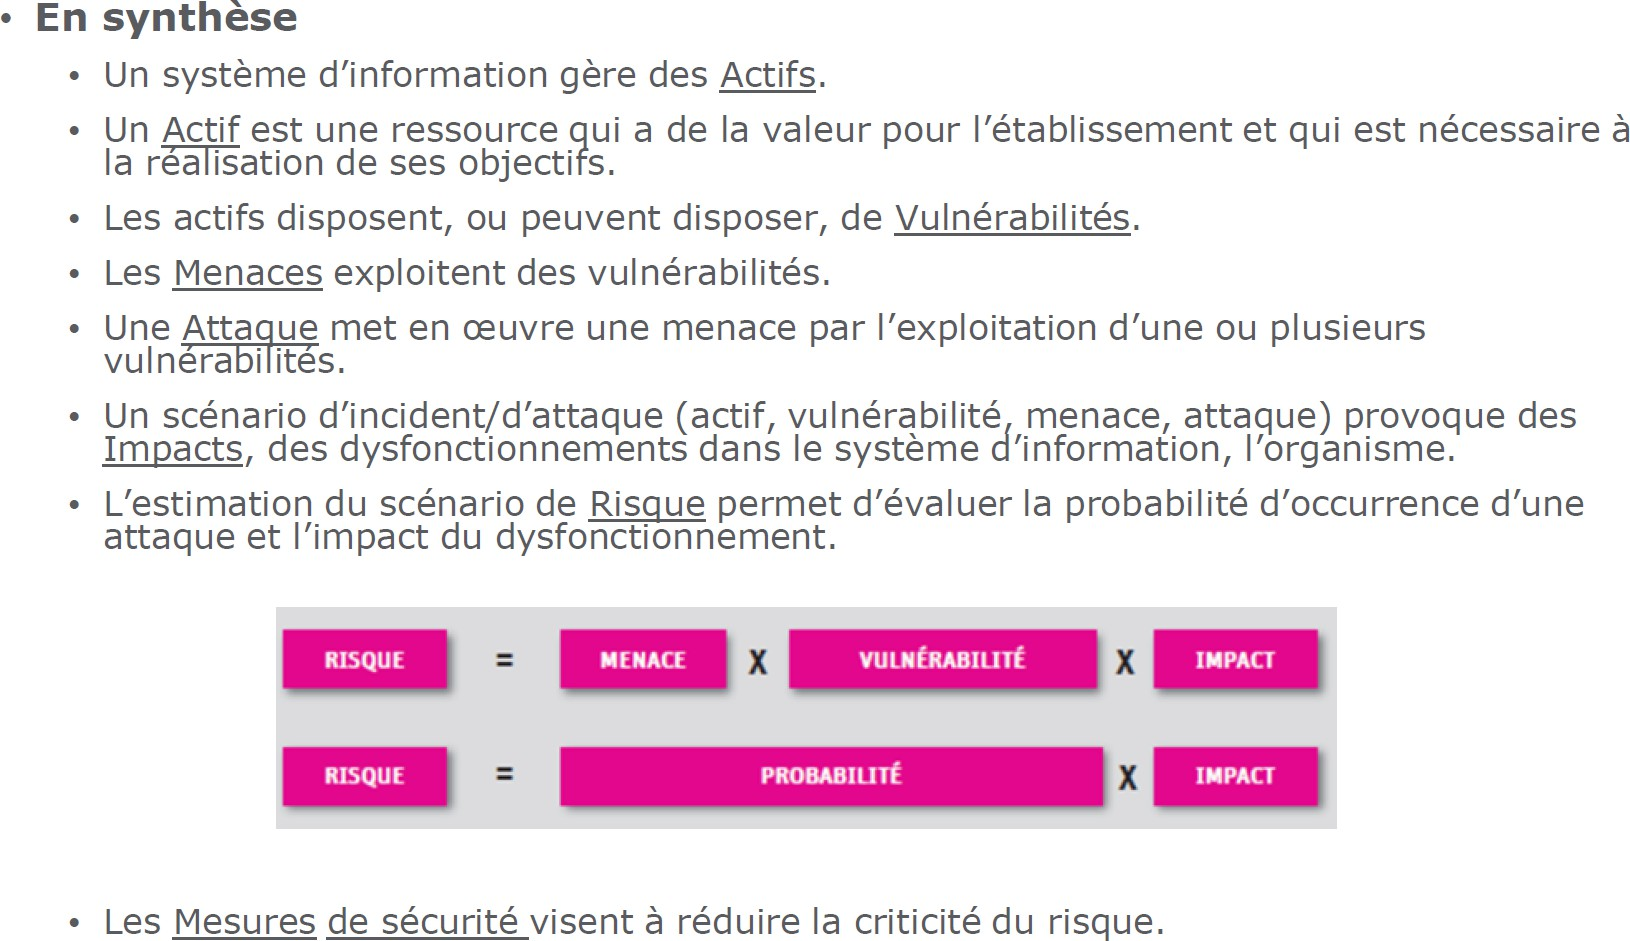 • En synthèse
• Un système d’information gère des Actifs.
• Un Actif est une ressource qui a de la valeur pour l’établissement et qui est nécessaire à
la réalisation de ses objectifs.
• Les actifs disposent, ou peuvent disposer, de Vulnérabilités.
• Les Menaces exploitent des vulnérabilités.
• Une Attaque met en œuvre une menace par l’exploitation d’une ou plusieurs
vulnérabilités.
• Un scénario d’incident/d’attaque (actif, vulnérabilité, menace, attaque) provoque des
Impacts, des dysfonctionnements dans le système d’information, l’organisme.
• L’estimation du scénario de Risque permet d’évaluer la probabilité d’occurrence d’une
attaque et l’impact du dysfonctionnement.
RISQUE = MENACE X VULNÉRABILITÉ X IMPACT
RISQUE = PROBABILITÉ X IMPACT
• Les Mesures de sécurité visent à réduire la criticité du risque.